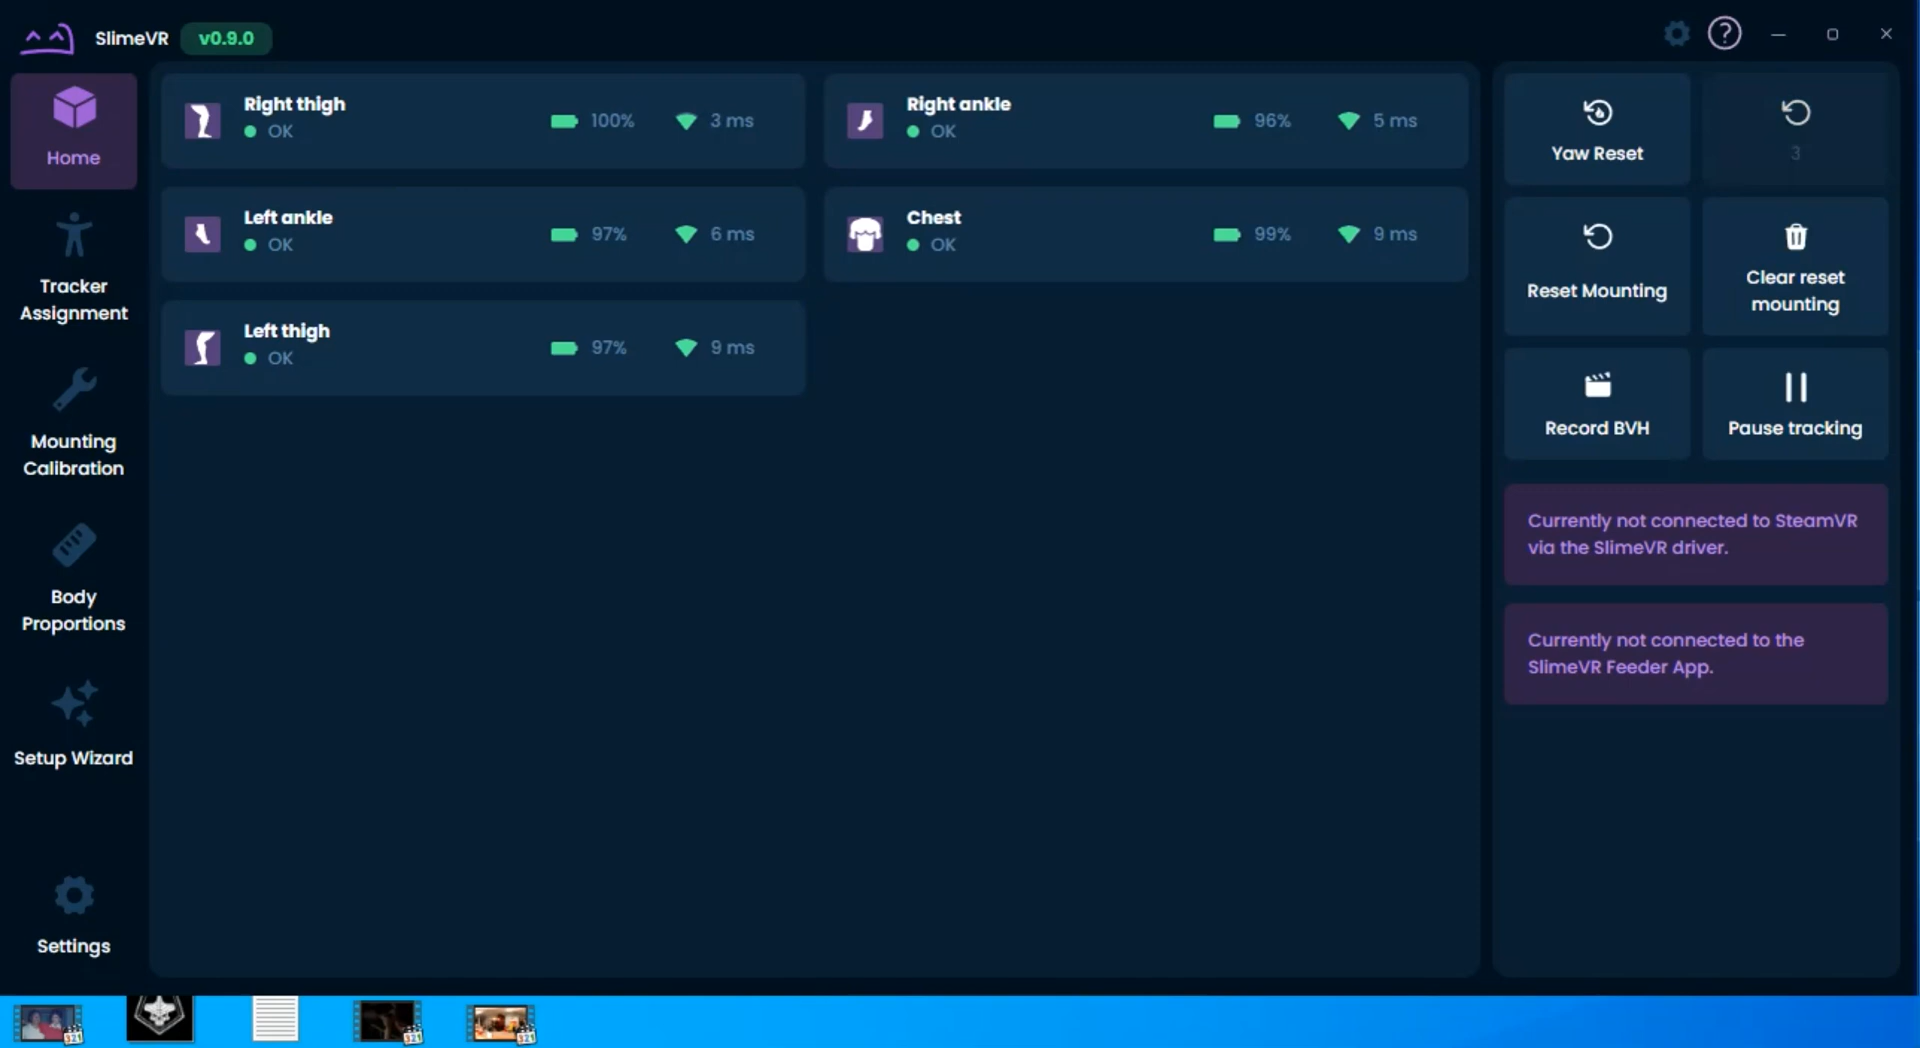 SlimeVR
v0.9.0
Home
Tracker
Assignment
Mounting
Calibration
Body
Proportions
Setup Wizard
Settings
Right thigh
OK
100%
3 ms
Right ankle
OK
96%
5 ms
Left ankle
OK
97%
6 ms
Chest
OK
99%
9 ms
Left thigh
OK
97%
9 ms
Yaw Reset
3
Reset Mounting
Clear reset
mounting
Record BVH
Pause tracking
Currently not connected to SteamVR
via the SlimeVR driver.
Currently not connected to the
SlimeVR Feeder App.
321
321
321